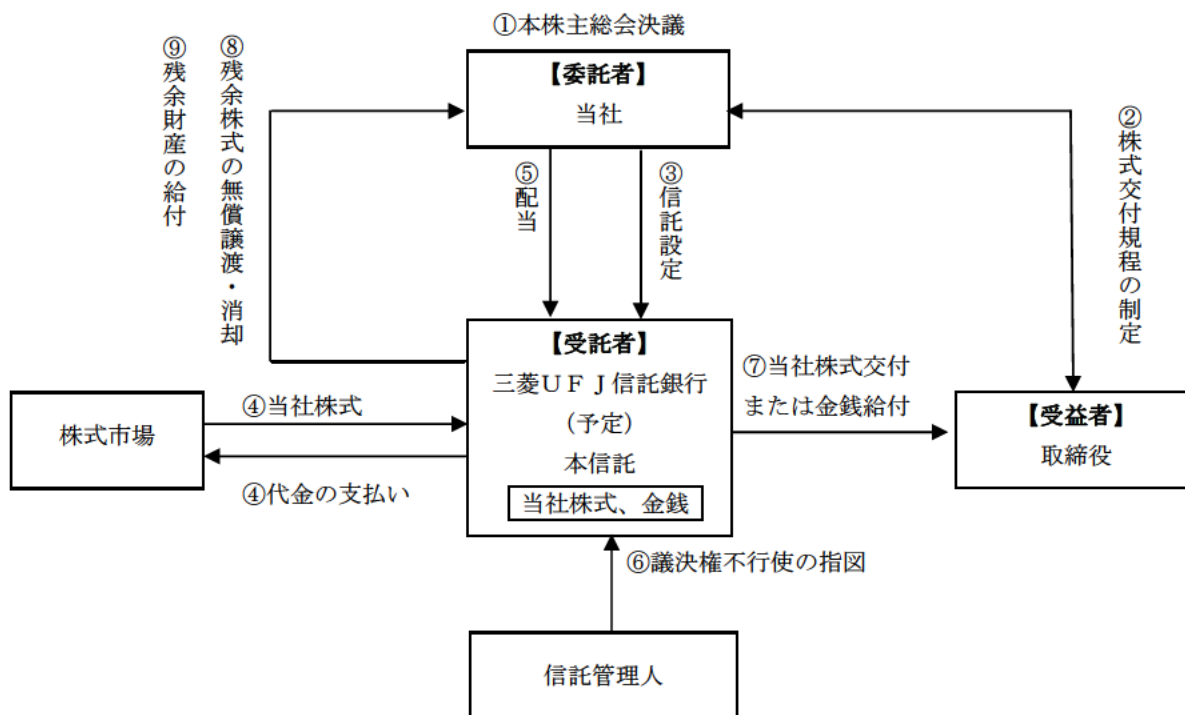 ①本株主総会決議
⑨残余財産の給付
⑧残余株式の無償譲渡・消却
【委託者】
当社
②株式交付規程の制定
⑤配当
③信託設定
【受託者】
三菱ＵＦＪ信託銀行
（予定）
本信託
当社株式、金銭
株式市場
④当社株式
④代金の支払い
⑦当社株式交付
または金銭給付
【受益者】
取締役
⑥議決権不行使の指図
信託管理人